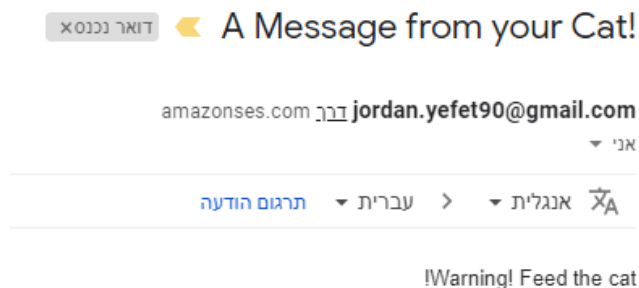 A Message from your Cat! דואר נכנס x
jordan.yefet90@gmail.com דרך amazonses.com
אני
אנגלית עברית תרגום הודעה
!Warning! Feed the cat